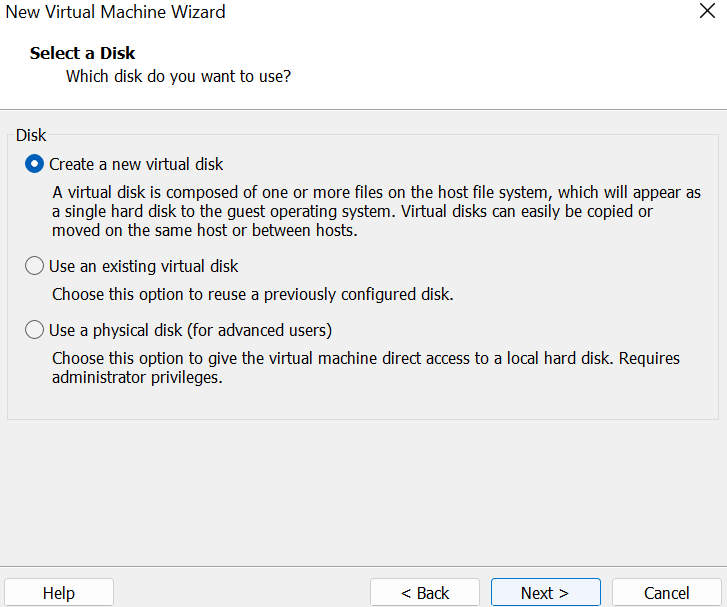 New Virtual Machine Wizard
Select a Disk
Which disk do you want to use?
Disk
Create a new virtual disk
A virtual disk is composed of one or more files on the host file system, which will appear as
a single hard disk to the guest operating system. Virtual disks can easily be copied or
moved on the same host or between hosts.
Use an existing virtual disk
Choose this option to reuse a previously configured disk.
Use a physical disk (for advanced users)
Choose this option to give the virtual machine direct access to a local hard disk. Requires
administrator privileges.
Help
< Back
Next >
Cancel